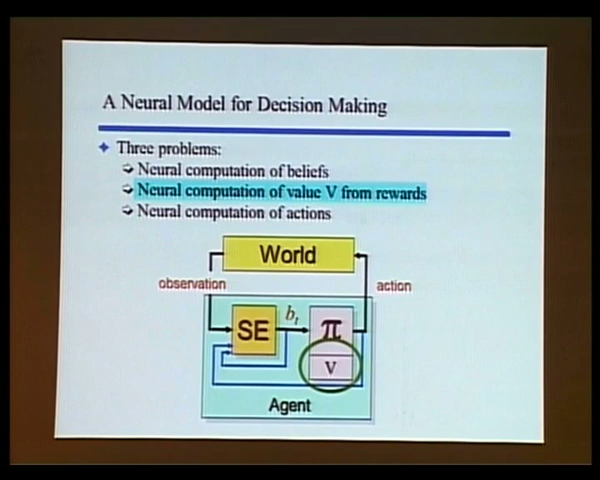 A Neural Model for Decision Making
Three problems:
Neural computation of beliefs
Neural computation of value V from rewards
Neural computation of actions
World
observation
action
SE
bt
π
V
Agent